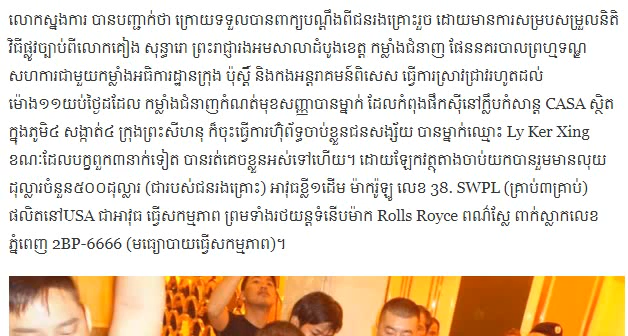 លោកស្នងការ បានបញ្ជាក់ថា ក្រោយទទួលបានពាក្យបណ្ដឹងពីជនរងគ្រោះរួច ដោយមានការសម្របសម្រួលនិតិ
វិធីផ្លូវច្បាប់ពីលោកគៀង សុន្ធារោ ព្រះរាជ្ញារងអមសាលាដំបូងខេត្ត កម្លាំងជំនាញ ផែននគរបាលព្រហ្មទណ្ឌ
សហការជាមួយកម្លាំងអធិការដ្ឋានក្រុង ប៉ុស្តិ៍ និងកងអន្តរាគមន៍ពិសេស ធ្វើការស្រាវជ្រាវរហូតដល់
ម៉ោង១១យប់ថ្ងៃដដែល កម្លាំងជំនាញកំណត់មុខសញ្ញាបានម្នាក់ ដែលកំពុងផឹកស៊ីនៅក្លឹបកំសាន្ត CASA ស្ថិត
ក្នុងភូមិ៤ សង្កាត់៤ ក្រុងព្រះសីហនុ ក៏ចុះធ្វើការហ៊ុំព័ទ្ធចាប់ខ្លួនជនសង្ស័យ បានម្នាក់ឈ្មោះ Ly Ker Xing
ខណៈដែលបក្ខពួក៣នាក់ទៀត បានរត់គេចខ្លួនអស់ទៅហើយ។ ដោយឡែកវត្ថុតាងចាប់យកបានរួមមានលុយ
ដុល្លារចំនួន៥០០ដុល្លារ (ជារបស់ជនរងគ្រោះ) អាវុធខ្លី១ដើម ម៉ាករ៉ូឡូ លេខ 38. SWPL (គ្រាប់៣គ្រាប់)
ផលិតនៅUSA ជាអាវុធ ធ្វើសកម្មភាព ព្រមទាំងរថយន្តទំនើបម៉ាក Rolls Royce ពណ៌ស្លែ ពាក់ស្លាកលេខ
ភ្នំពេញ 2BP-6666 (មធ្យោបាយធ្វើសកម្មភាព)។